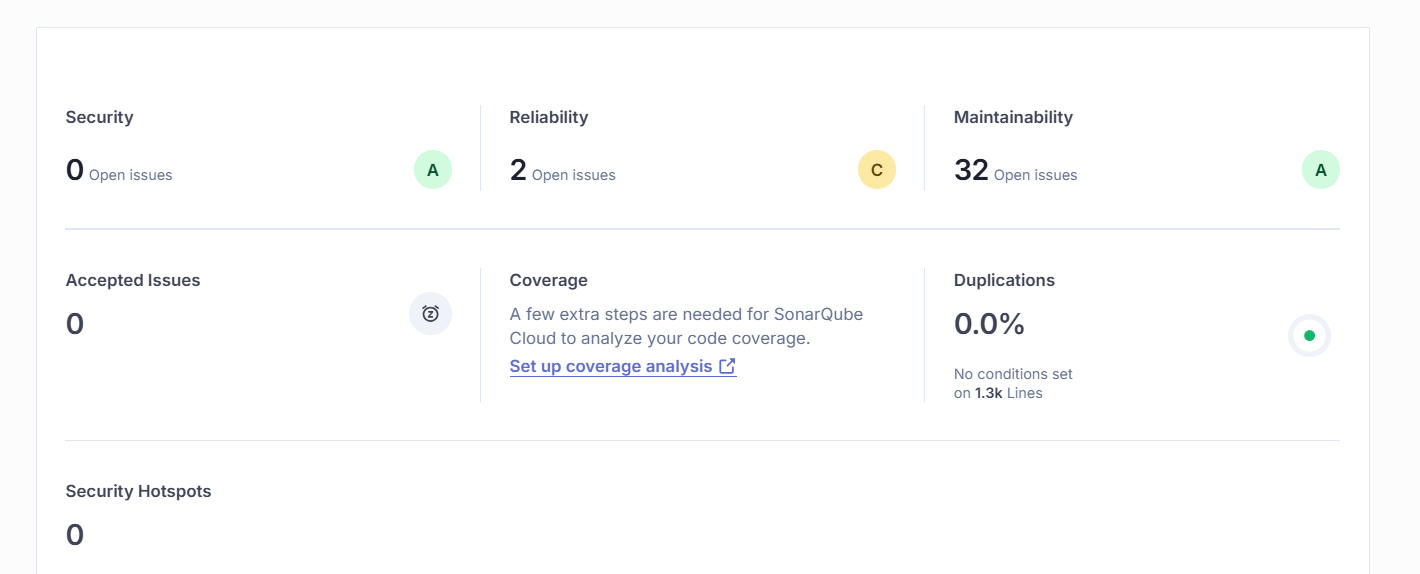 Security
0 Open issues
A
Reliability
2 Open issues
C
Maintainability
32 Open issues
A
Accepted Issues
0
Coverage
A few extra steps are needed for SonarQube
Cloud to analyze your code coverage.
Set up coverage analysis
Duplications
0.0%
No conditions set
on 1.3k Lines
Security Hotspots
0